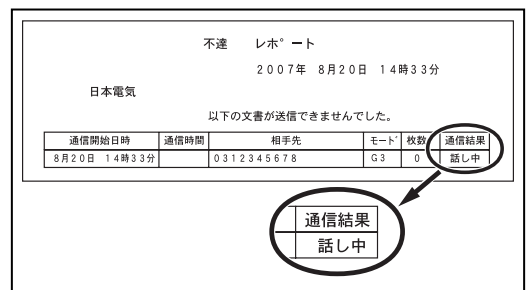 不達 レポート
2007年 8月20日 14時33分
日本電気
以下の文書が送信できませんでした。
通信開始日時 通信時間 相手先 モード 枚数 通信結果
8月20日 14時33分 0312345678 G3 0 話し中
通信結果
話し中